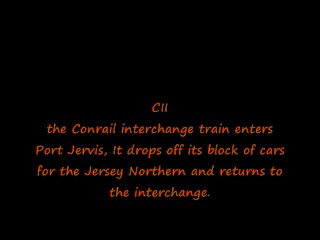 CII
the Conrail interchange train enters
Port Jervis, It drops off its block of cars
for the Jersey Northern and returns to
the interchange.